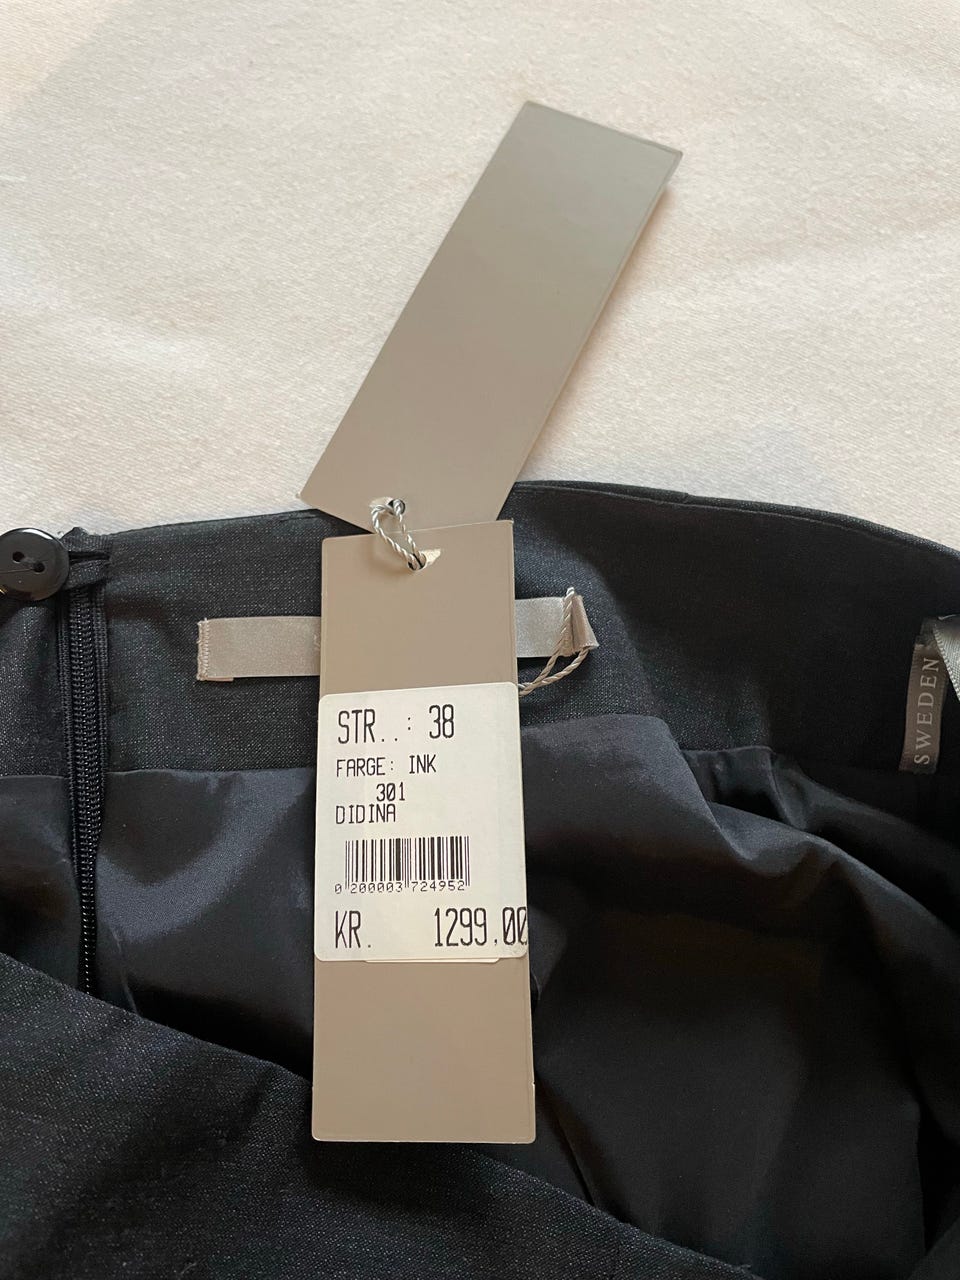 STR..: 38
FARGE: INK
301
DIDINA
0 200003 724952
KR. 1299,00
SWEDEN